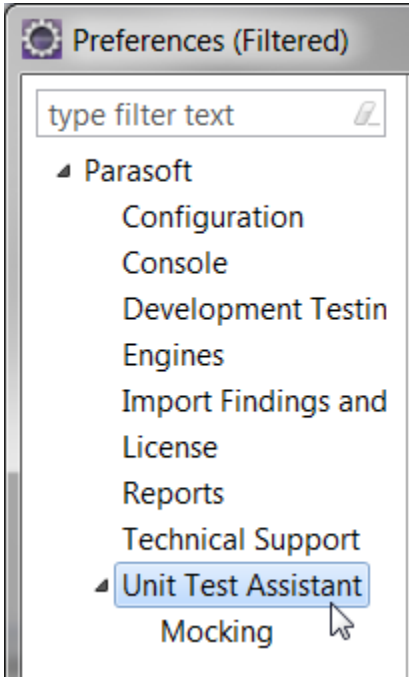 Preferences (Filtered)
type filter text
Parasoft
Configuration
Console
Development Testin
Engines
Import Findings and
License
Reports
Technical Support
Unit Test Assistant
Mocking